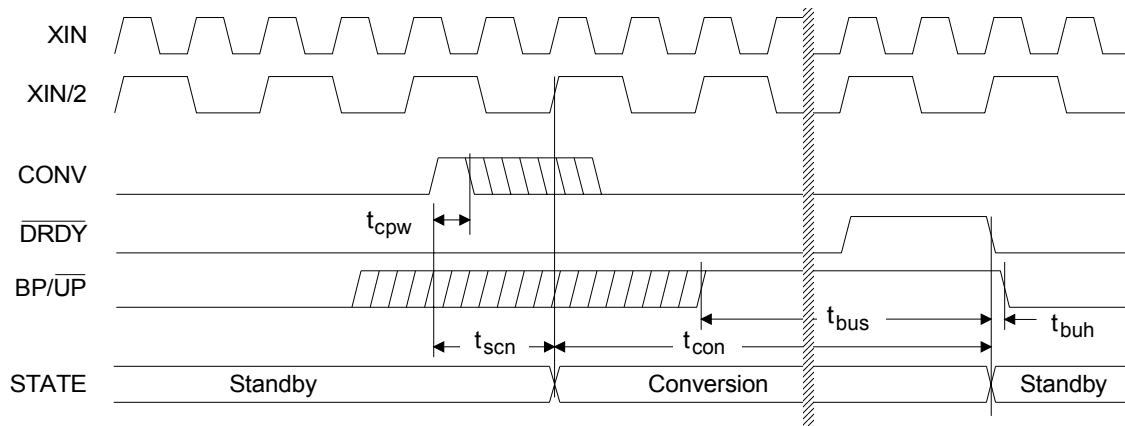 XIN
XIN/2
CONV
tcpw
DRDY
BP/UP
tbus
tbuh
tscn
tcon
STATE
Standby
Conversion
Standby